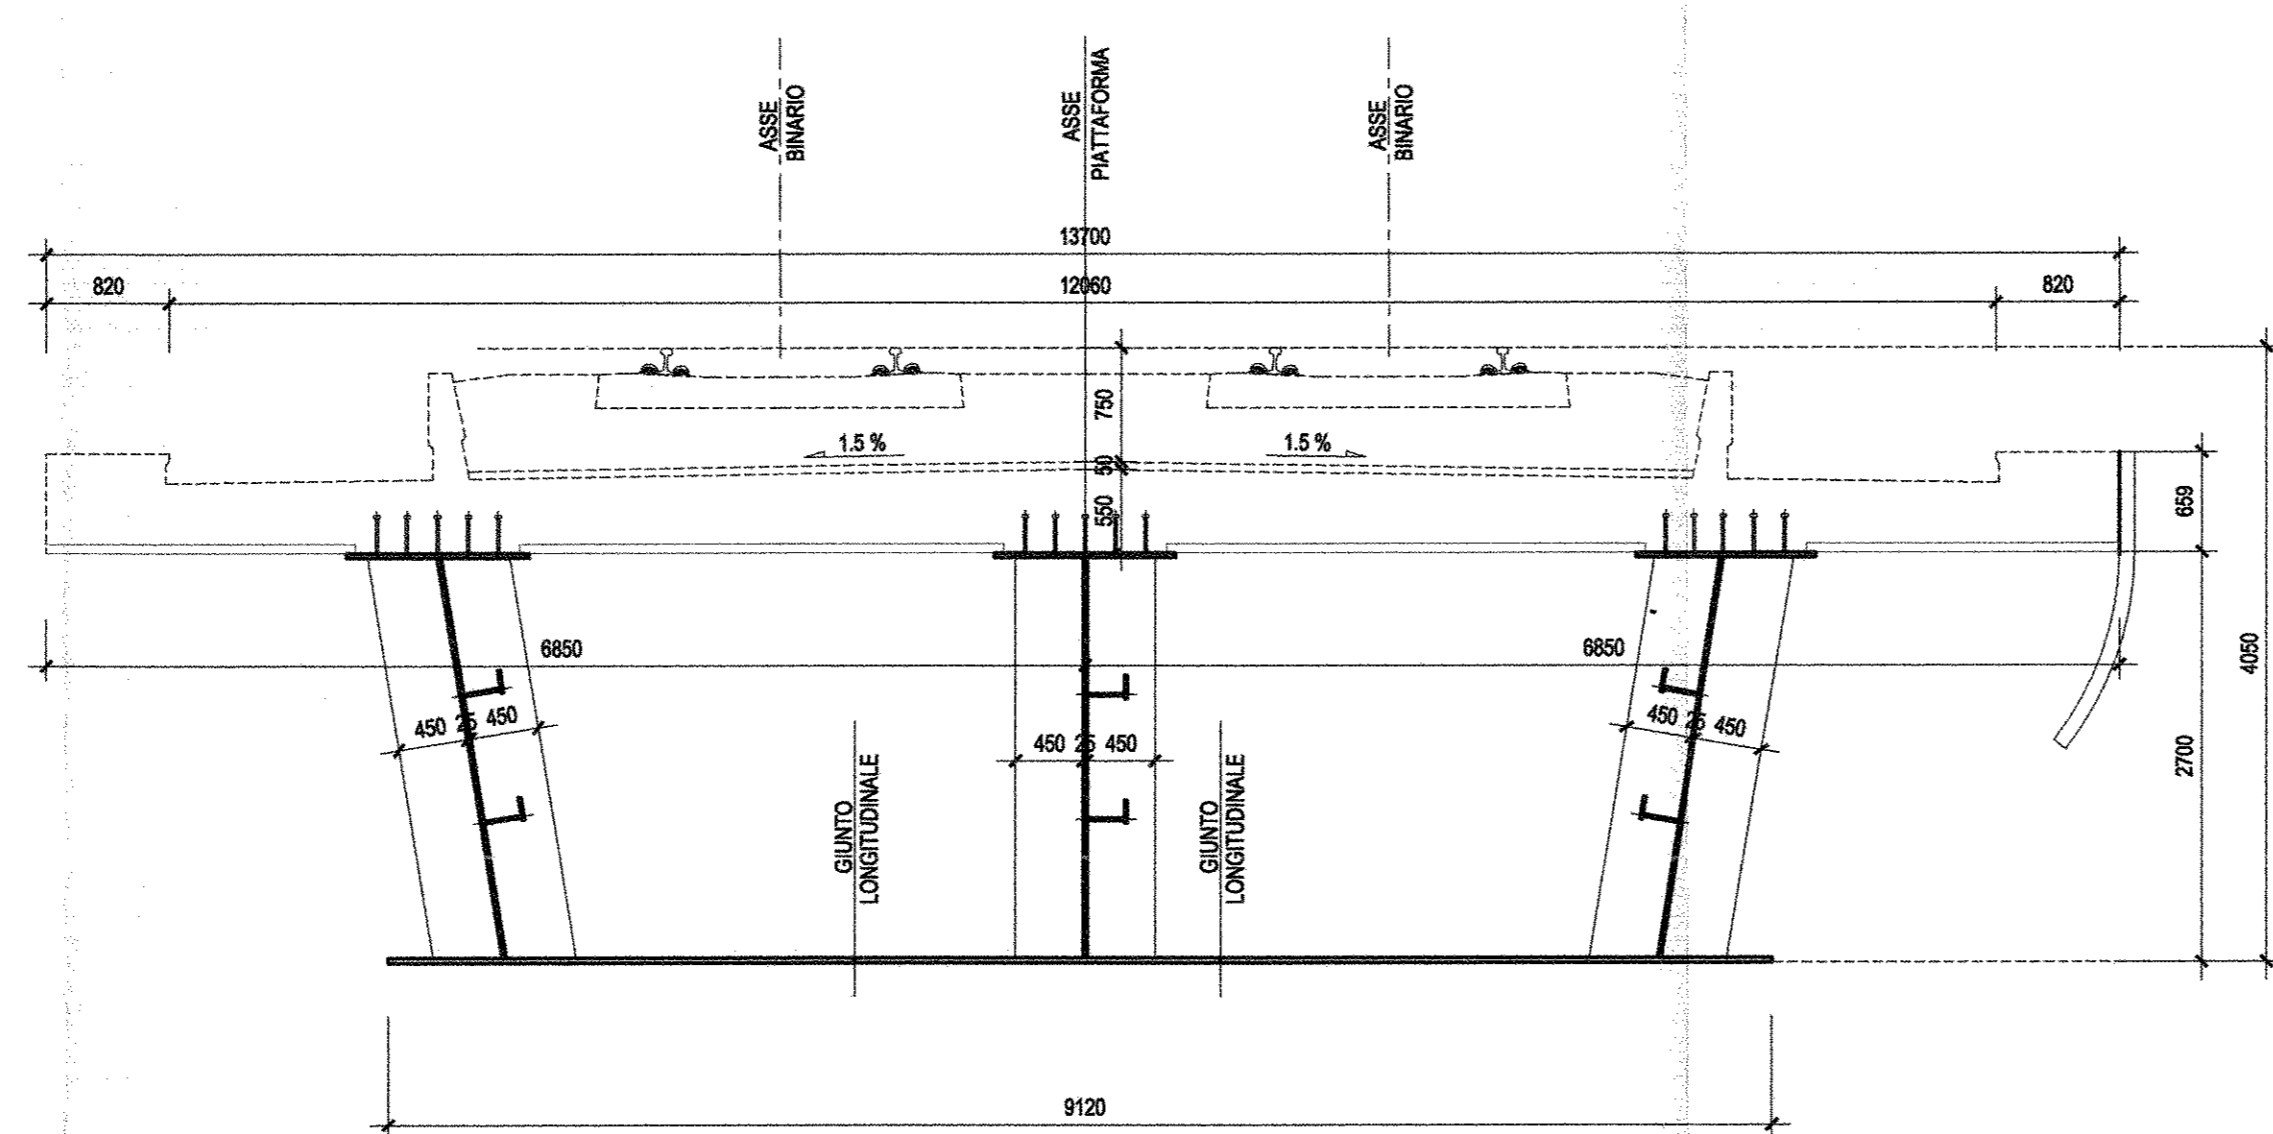 ASSE
BINARIO
ASSE
PIATTAFORMA
ASSE
BINARIO
13700
820
12060
820
750
1.5 %
1.5 %
50
550
659
6850
6850
4050
450 25 450
450 25 450
450 25 450
2700
GIUNTO
LONGITUDINALE
GIUNTO
LONGITUDINALE
9120